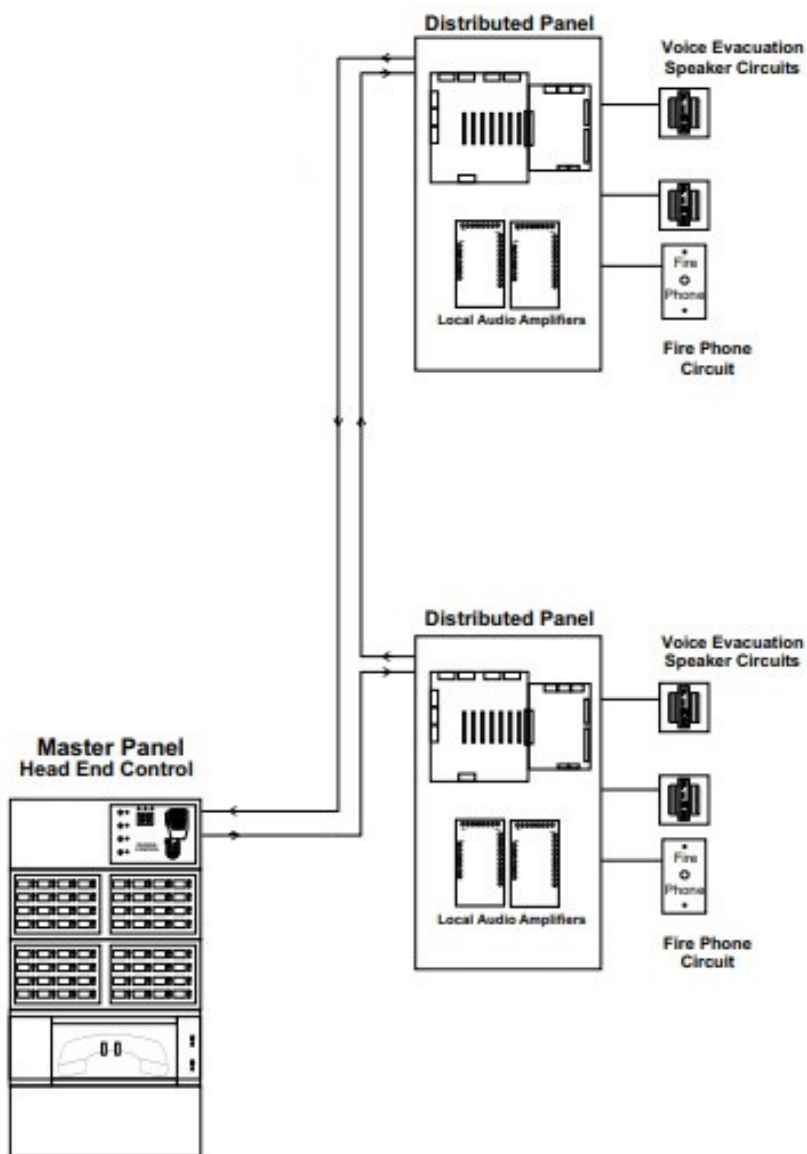 Distributed Panel
Voice Evacuation
Speaker Circuits
Fire
Phone
Local Audio Amplifiers
Fire Phone
Circuit
Distributed Panel
Voice Evacuation
Speaker Circuits
Master Panel
Head End Control
Fire
Phone
Local Audio Amplifiers
Fire Phone
Circuit